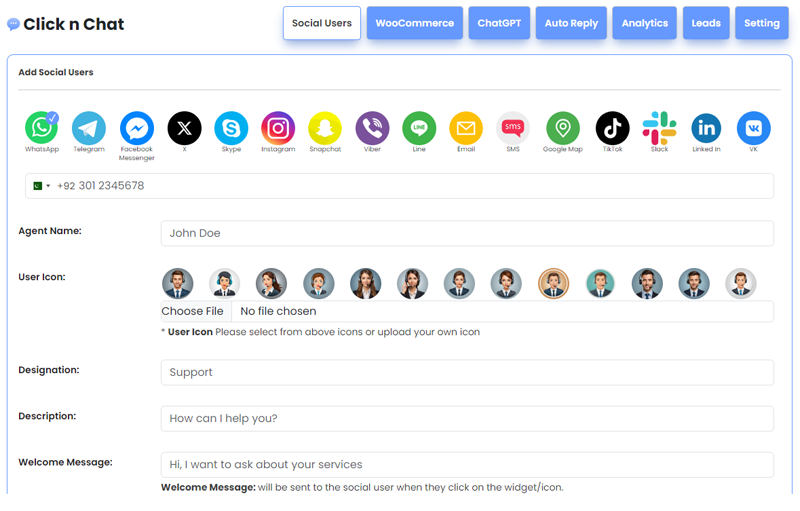 Click n Chat
Social Users WooCommerce ChatGPT Auto Reply Analytics Leads Setting
Add Social Users
LINE sms
WhatsApp Telegram Facebook Messenger X Skype Instagram Snapchat Viber Line Email SMS Google Map TikTok Slack Linked In VK
+92 301 2345678
Agent Name: John Doe
User Icon:
Choose File No file chosen
* User Icon Please select from above icons or upload your own icon
Designation: Support
Description: How can I help you?
Welcome Message: Hi, I want to ask about your services
Welcome Message: will be sent to the social user when they click on the widget/icon.